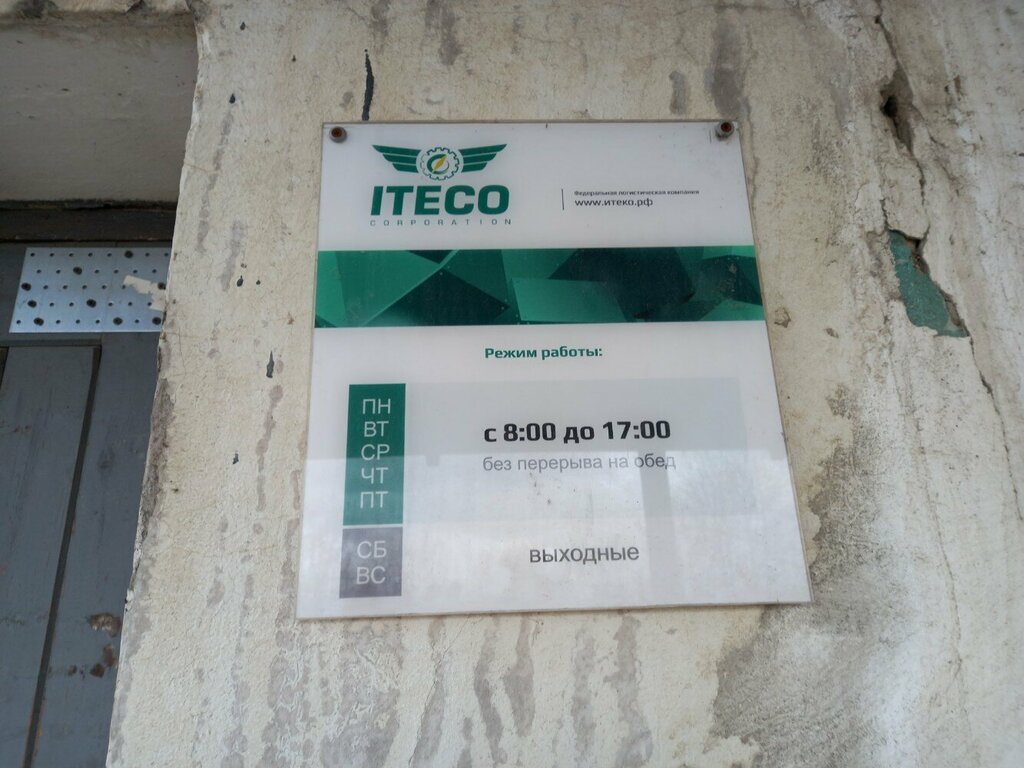 ITECO
CORPORATION
Федеральная логистическая компания
www.итеко.рф
Режим работы:
ПН
ВТ
СР
ЧТ
ПТ
с 8:00 до 17:00
без перерыва на обед
СБ
ВС
выходные